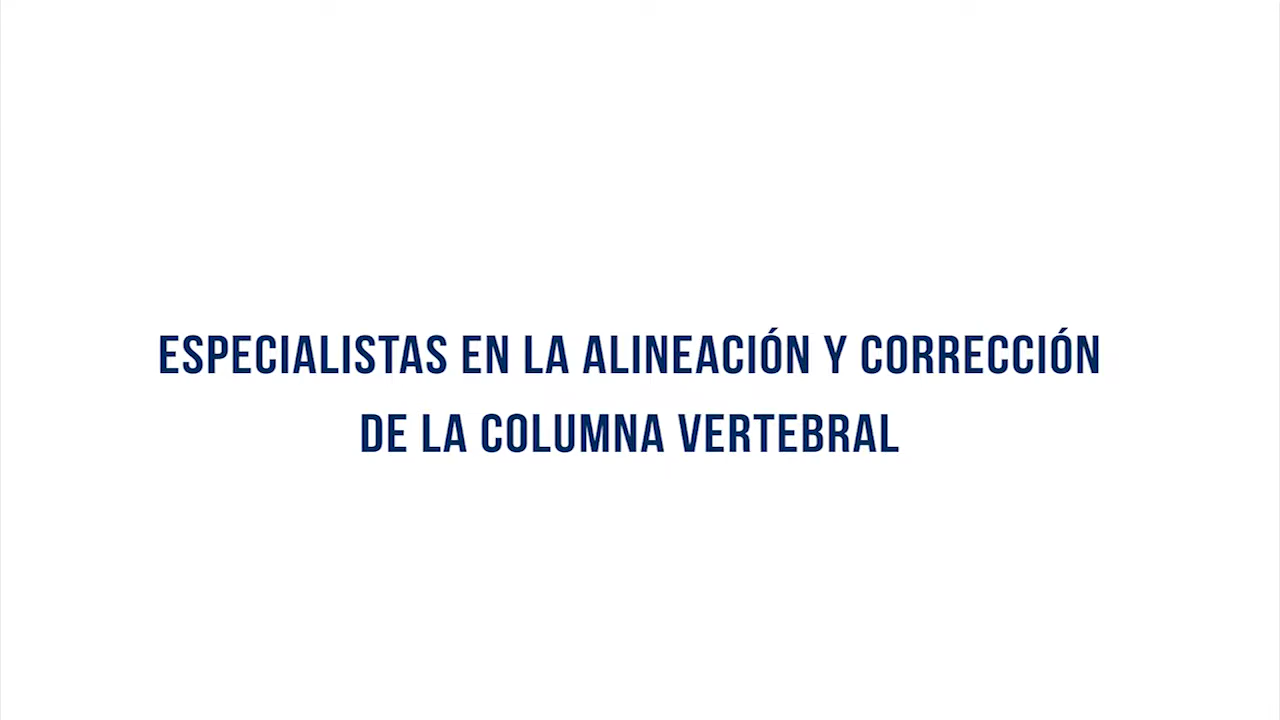 ESPECIALISTAS EN LA ALINEACIÓN Y CORRECCIÓN
DE LA COLUMNA VERTEBRAL